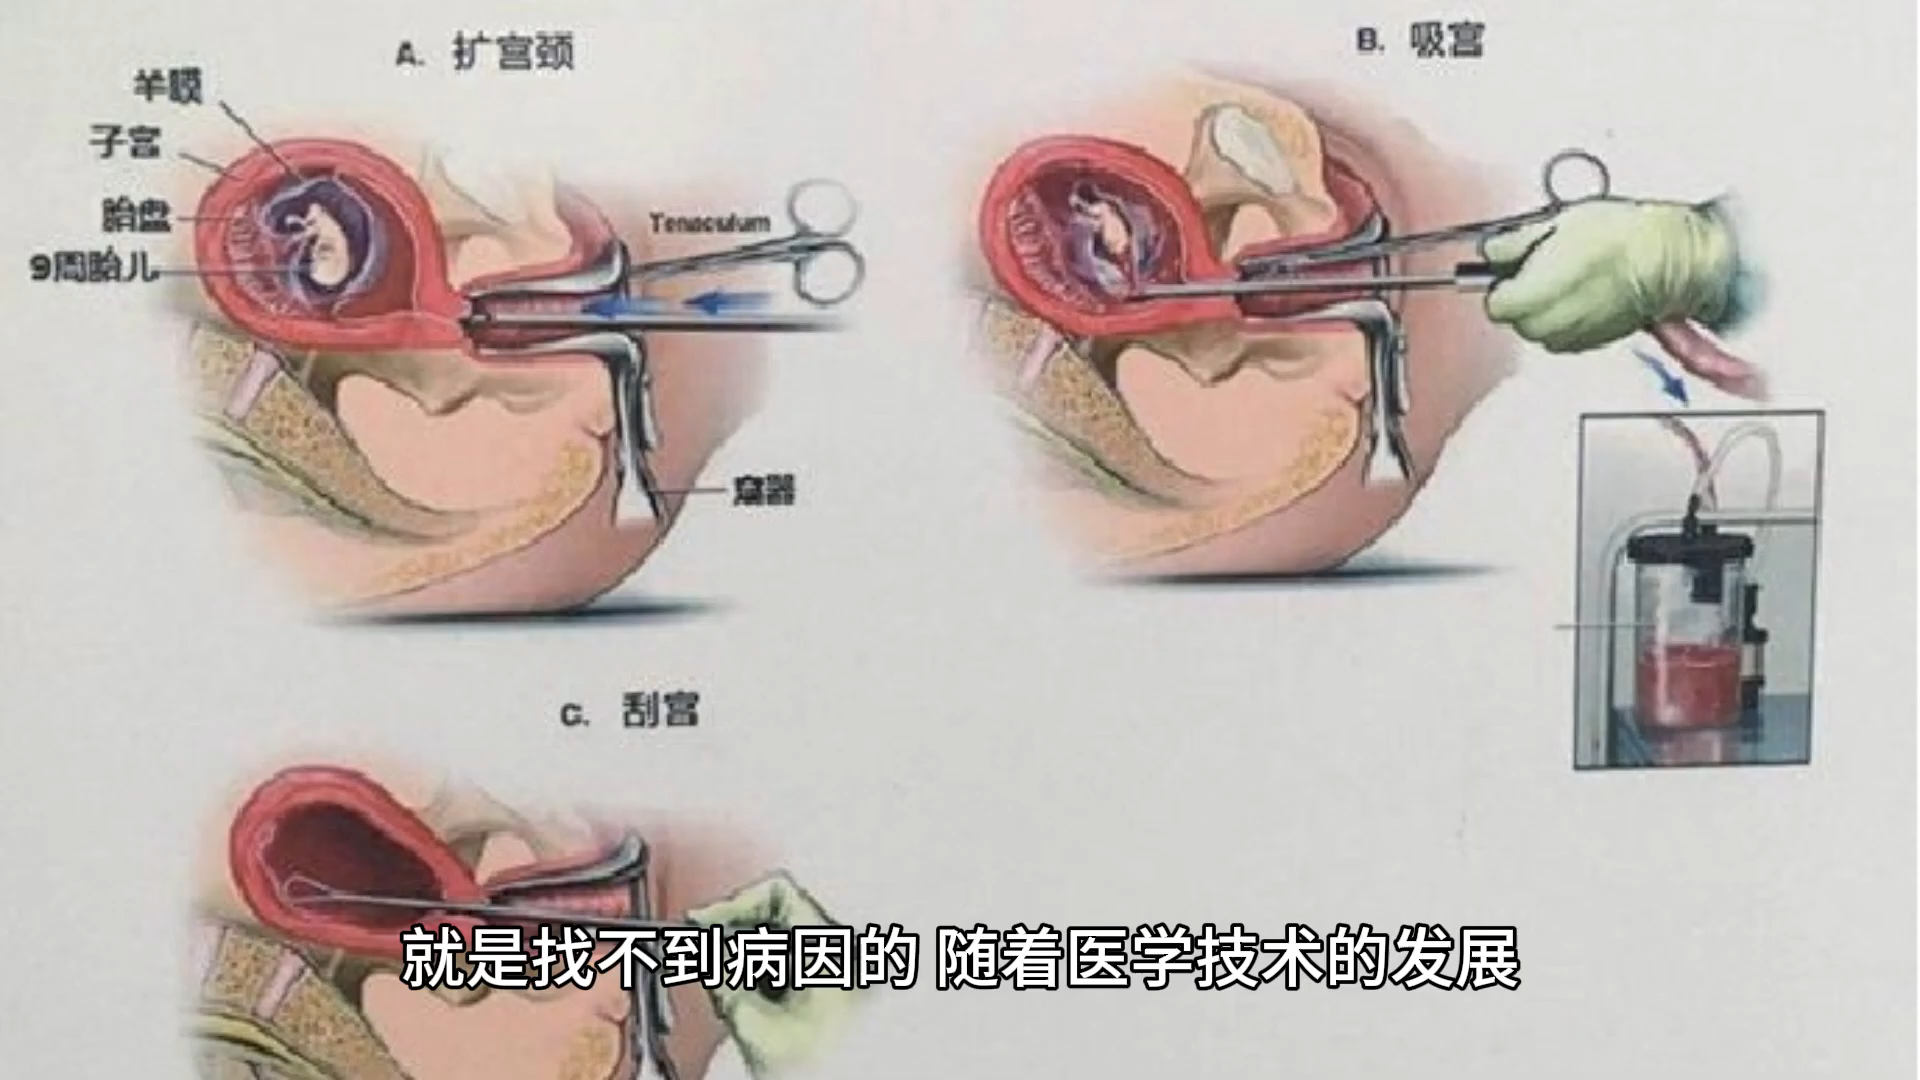 A. 扩宫颈
羊膜
子宫
胎盘
9周胎儿
Tenaculum
窥器
B. 吸宫
C. 刮宫
就是找不到病因的 随着医学技术的发展